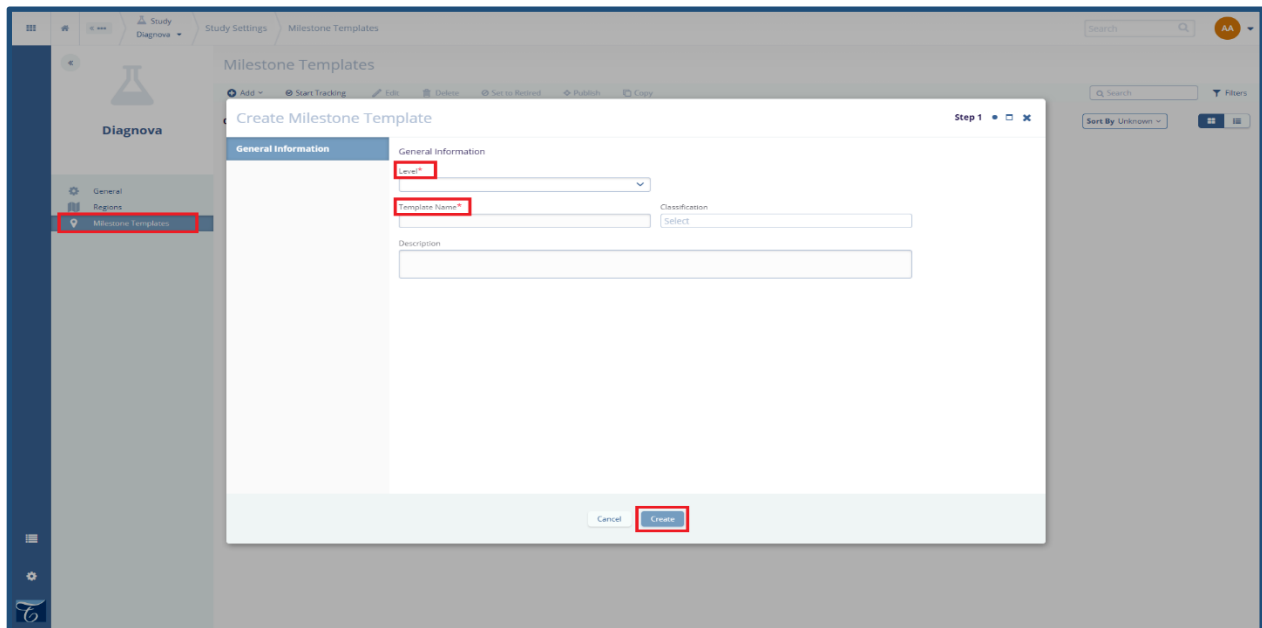 Study
Diagnova
Study Settings
Milestone Templates
Search
AA
Milestone Templates
Add
Start Tracking
Edit
Delete
Set to Retired
Publish
Copy
Search
Filters
Diagnova
Create Milestone Template
Step 1
Sort By Unknown
General Information
General Information
Level*
General
Regions
Milestone Templates
Template Name*
Classification
Select
Description
Cancel
Create